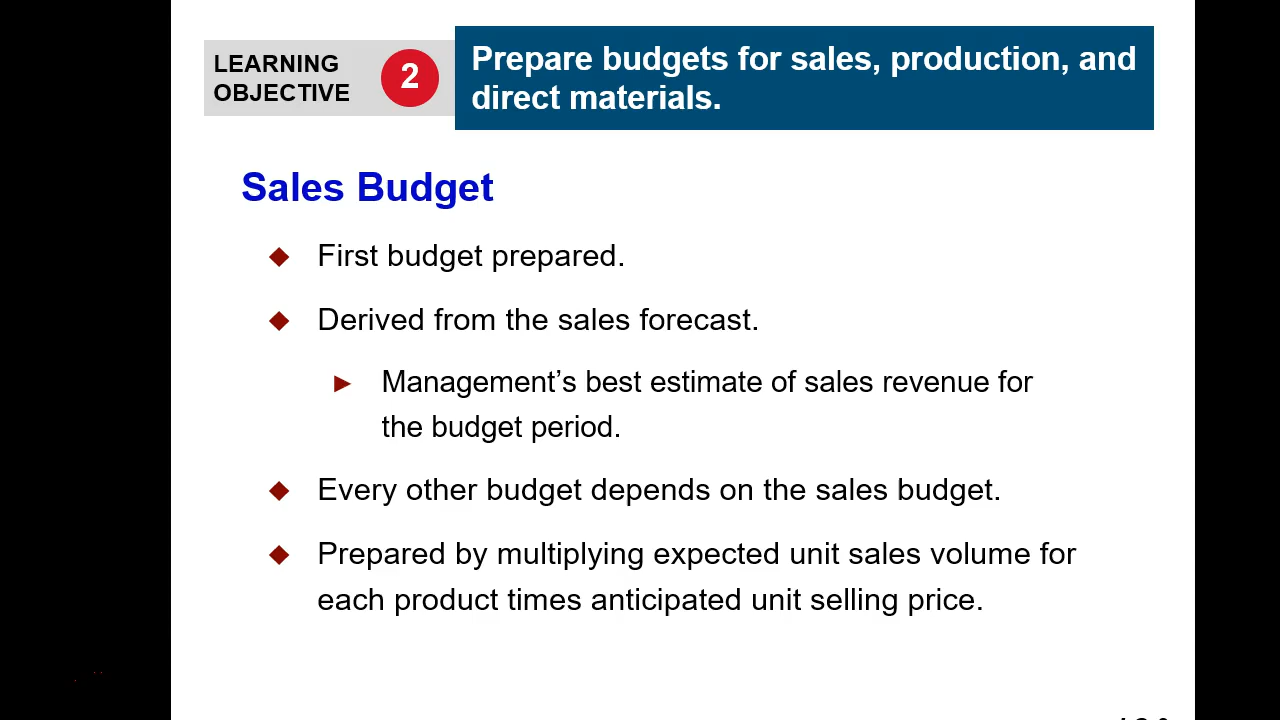 LEARNING
OBJECTIVE
2
Prepare budgets for sales, production, and
direct materials.
Sales Budget
First budget prepared.
Derived from the sales forecast.
Management’s best estimate of sales revenue for
the budget period.
Every other budget depends on the sales budget.
Prepared by multiplying expected unit sales volume for
each product times anticipated unit selling price.